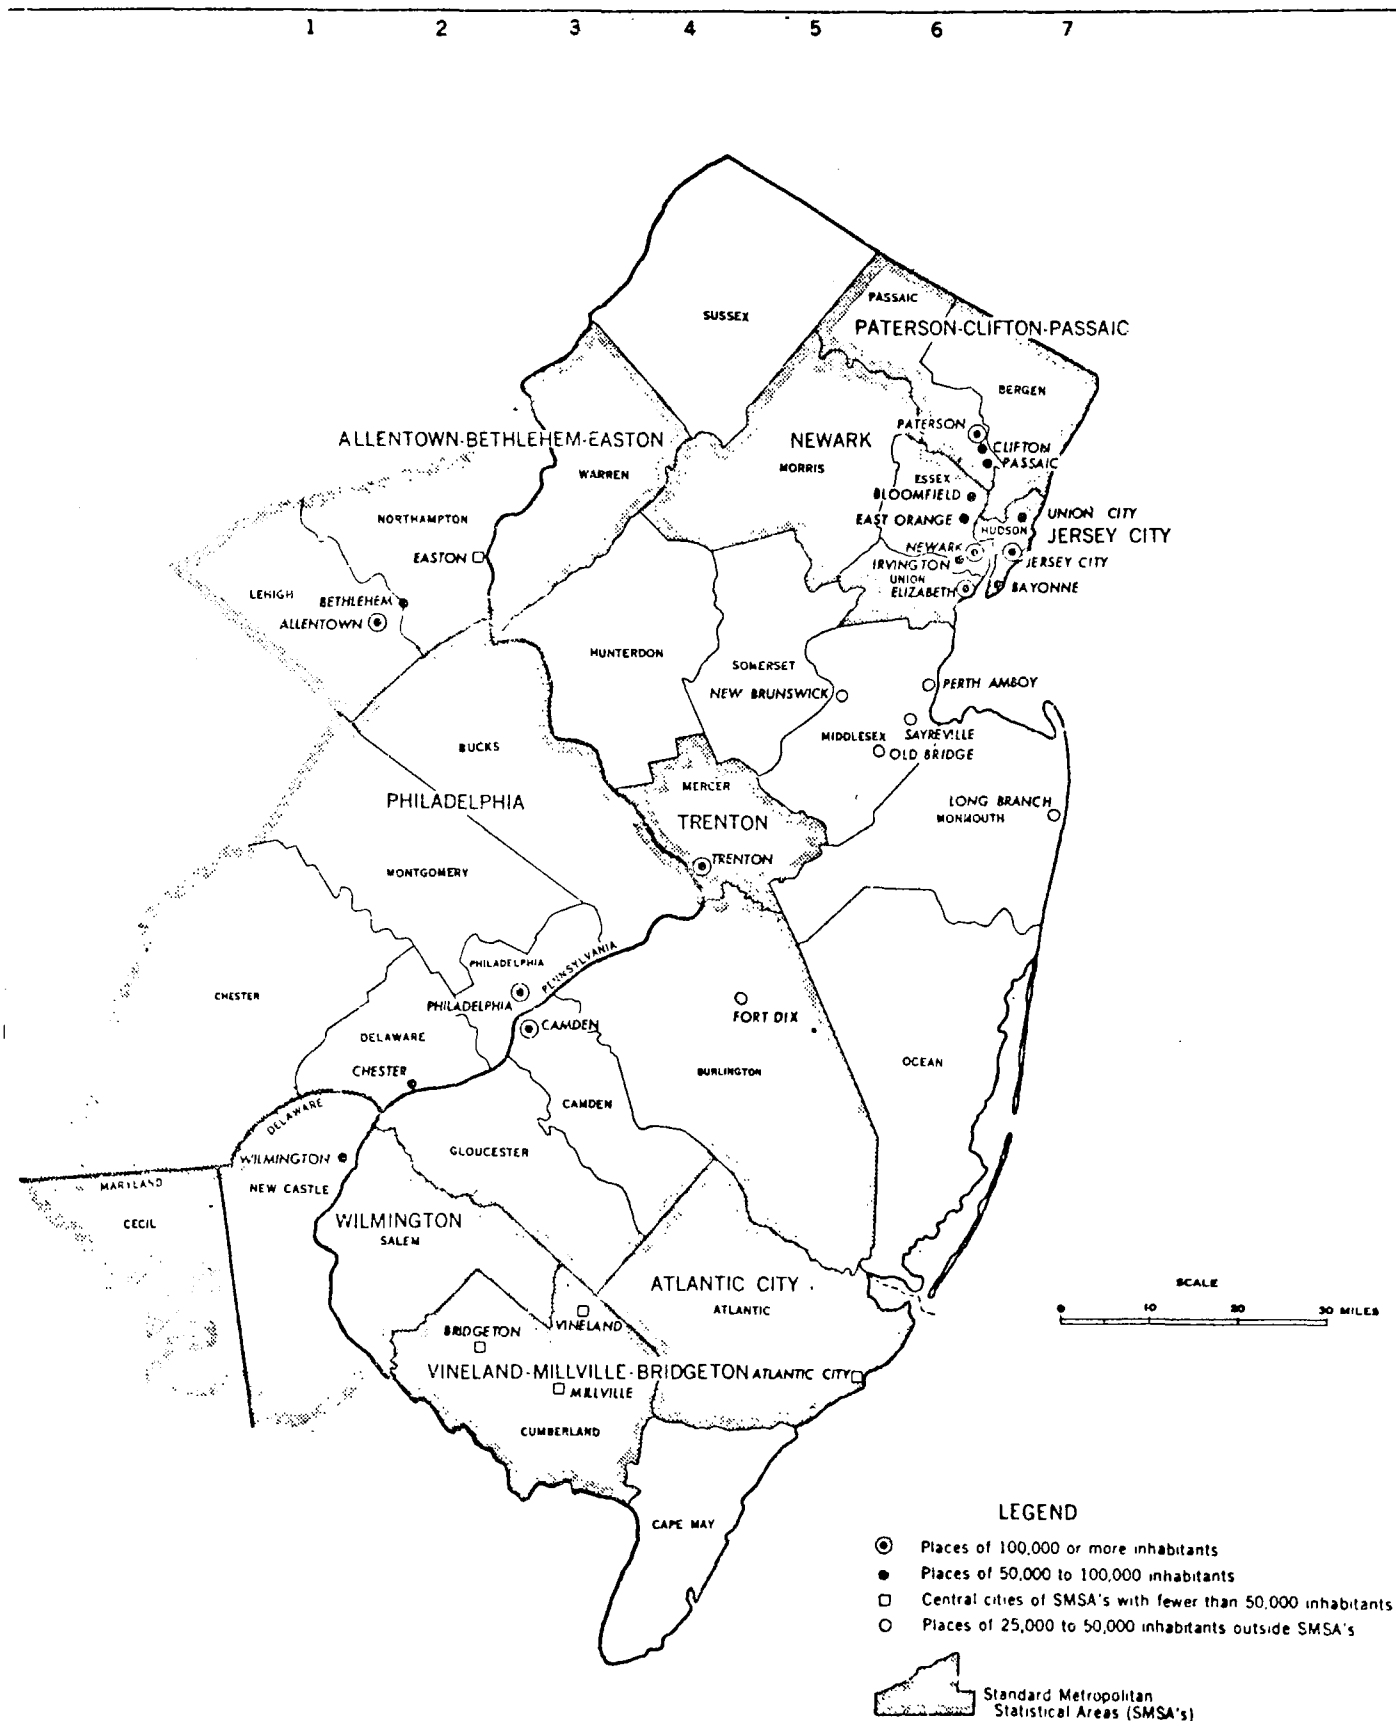 1 2 3 4 5 6 7
SUSSEX
PASSAIC
PATERSON-CLIFTON-PASSAIC
BERGEN
PATERSON
ALLENTOWN-BETHLEHEM-EASTON
NEWARK
CLIFTON
PASSAIC
MORRIS
WARREN
ESSEX
BLOOMFIELD
NORTHAMPTON
EAST ORANGE
UNION CITY
HUDSON
JERSEY CITY
EASTON
NEWARK
IRVINGTON
JERSEY CITY
UNION
ELIZABETH
BAYONNE
LEHIGH
BETHLEHEM
ALLENTOWN
HUNTERDON
SOMERSET
NEW BRUNSWICK
PERTH AMBOY
MIDDLESEX
SAYREVILLE
OLD BRIDGE
BUCKS
MERCER
PHILADELPHIA
LONG BRANCH
MONMOUTH
TRENTON
TRENTON
MONTGOMERY
PENNSYLVANIA
PHILADELPHIA
CHESTER
PHILADELPHIA
FORT DIX
CAMDEN
DELAWARE
OCEAN
CHESTER
BURLINGTON
CAMDEN
DELAWARE
GLOUCESTER
WILMINGTON
MARYLAND
NEW CASTLE
CECIL
WILMINGTON
SALEM
ATLANTIC CITY
ATLANTIC
SCALE
0 10 20 30 MILES
VINELAND
BRIDGETON
VINELAND-MILLVILLE-BRIDGETON
ATLANTIC CITY
MILLVILLE
CUMBERLAND
CAPE MAY
LEGEND
Places of 100,000 or more inhabitants
Places of 50,000 to 100,000 inhabitants
Central cities of SMSA's with fewer than 50,000 inhabitants
Places of 25,000 to 50,000 inhabitants outside SMSA's
Standard Metropolitan
Statistical Areas (SMSA's)